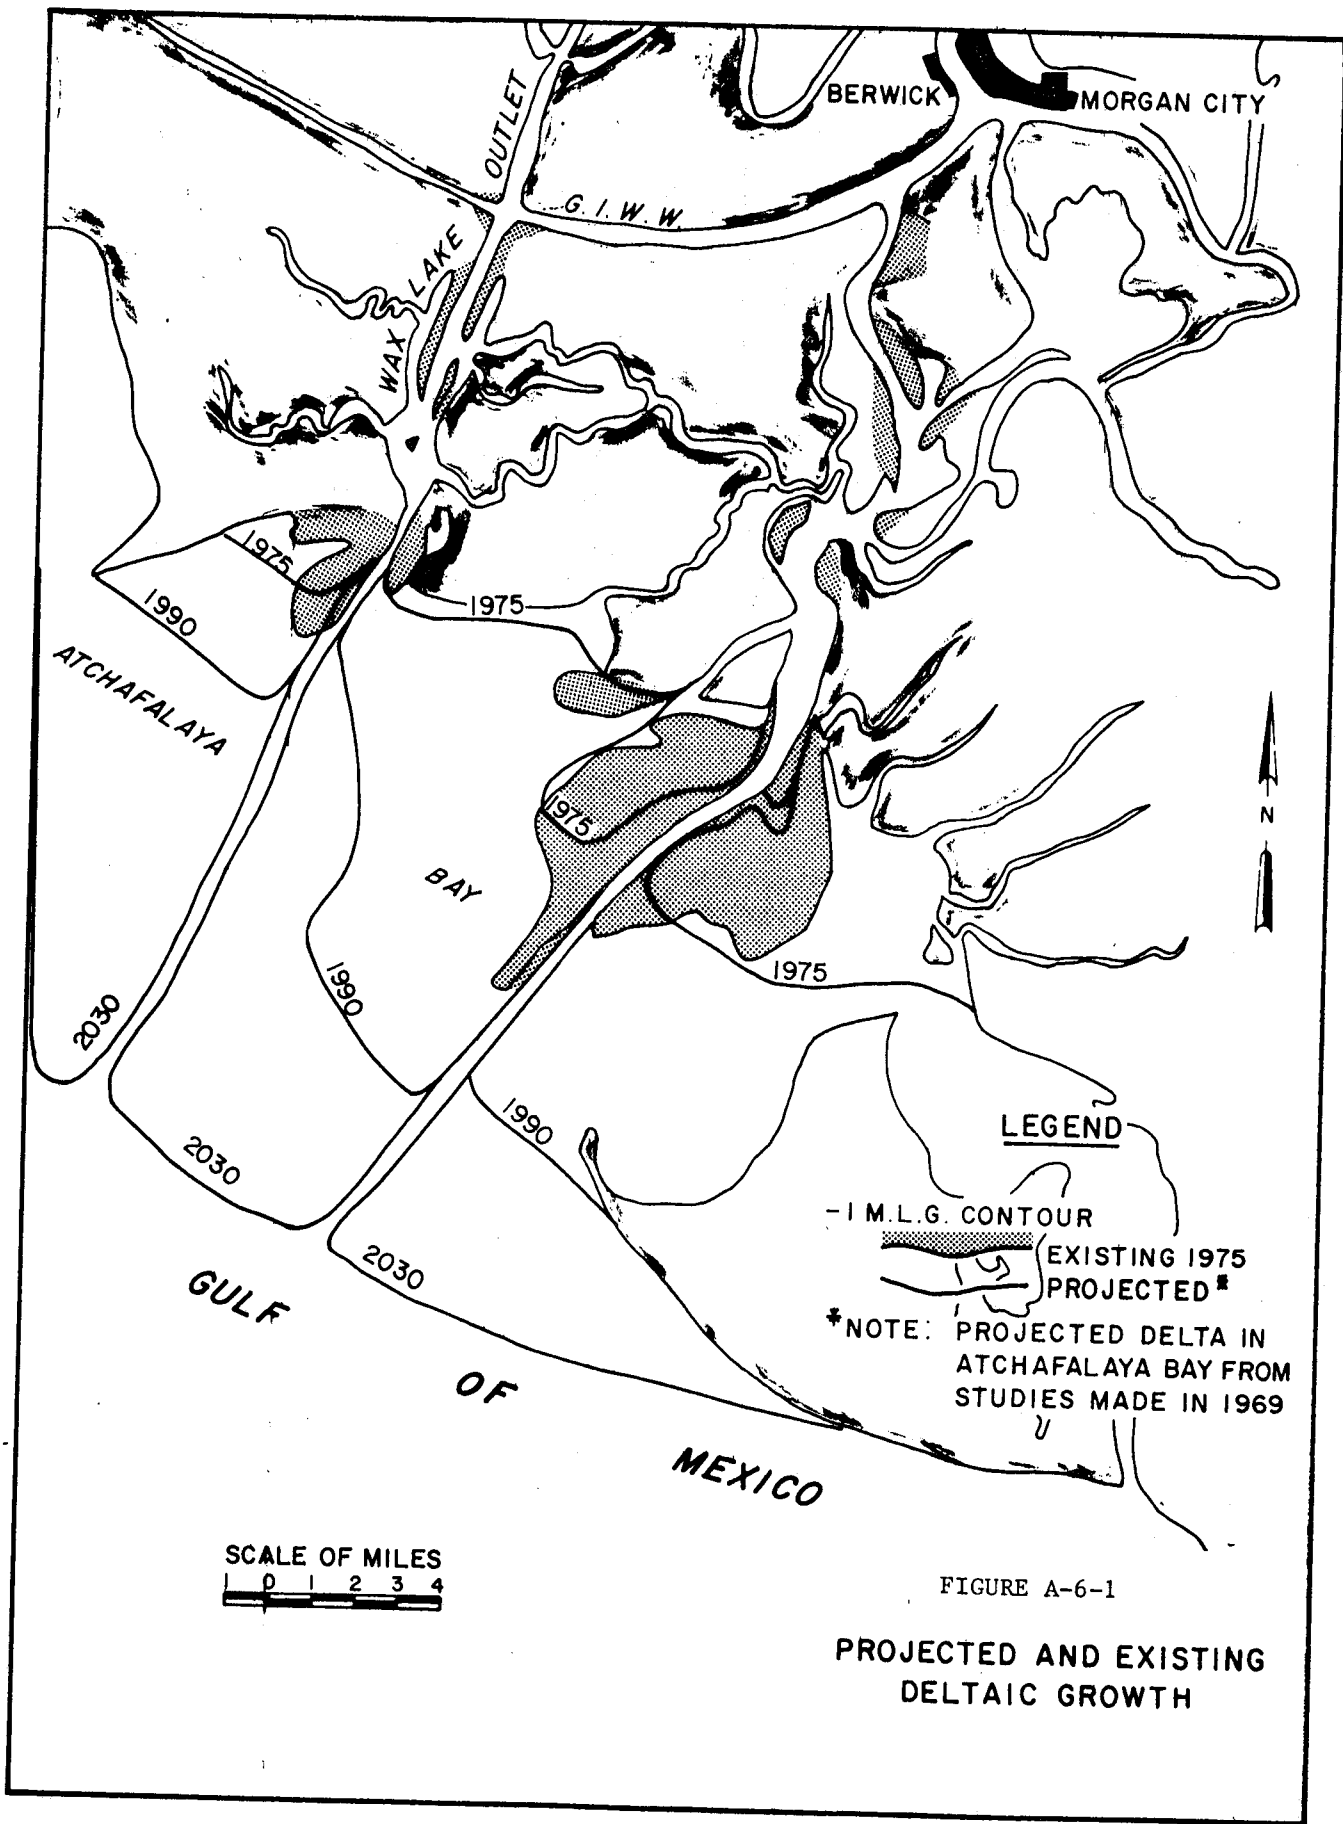 BERWICK
MORGAN CITY
WAX LAKE OUTLET
G. I. W. W.
1975
1990
1975
ATCHAFALAYA
BAY
1975
1975
1990
2030
1990
2030
2030
GULF
OF
MEXICO
N
LEGEND
-1 M.L.G. CONTOUR
EXISTING 1975
PROJECTED*
*NOTE: PROJECTED DELTA IN
ATCHAFALAYA BAY FROM
STUDIES MADE IN 1969
SCALE OF MILES
1 0 1 2 3 4
FIGURE A-6-1
PROJECTED AND EXISTING
DELTAIC GROWTH